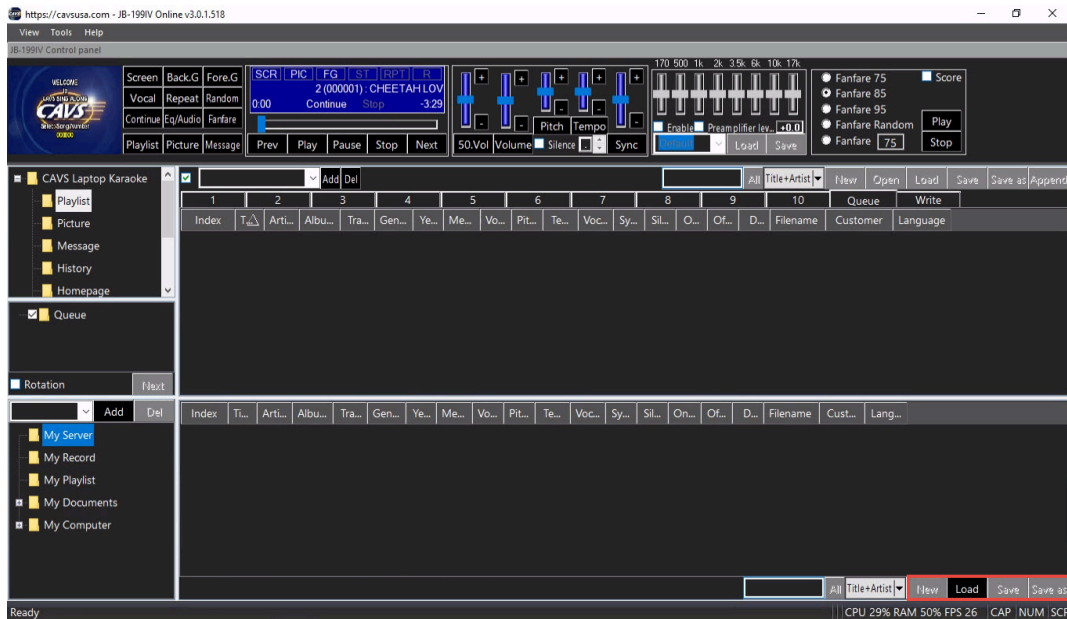 https://cavsusa.com - JB-199IV Online v3.0.1.518
View Tools Help
JB-199IV Control panel
WELCOME
CAVS
000000
Screen Back.G Fore.G
Vocal Repeat Random
Continue Eq/Audio Fanfare
Playlist Picture Message
SCR PIC FG ST RPT R
2 (000001) : CHEETAH LOV
0:00 Continue Stop -3:29
Prev Play Pause Stop Next
+ + + + +
- - - - -
Pitch Tempo
50.Vol Volume Silence Sync
170 500 1k 2k 3.5k 6k 10k 17k
Enable Preamplifier lev... +0.0
Default Load Save
Fanfare 75 Score
Fanfare 85
Fanfare 95
Fanfare Random Play
Fanfare 75 Stop
CAVS Laptop Karaoke
Playlist
Picture
Message
History
Homepage
Add Del
All Title+Artist New Open Load Save Save as Append
1 2 3 4 5 6 7 8 9 10 Queue Write
Index T... Arti... Albu... Tra... Gen... Ye... Me... Vo... Pit... Te... Voc... Sy... Sil... O... Of... D... Filename Customer Language
Queue
Rotation Next
Add Del
My Server
My Record
My Playlist
My Documents
My Computer
Index Ti... Arti... Albu... Tra... Gen... Ye... Me... Vo... Pit... Te... Voc... Sy... Sil... On... Of... D... Filename Cust... Lang...
All Title+Artist New Load Save Save as
Ready CPU 29% RAM 50% FPS 26 CAP NUM SCR